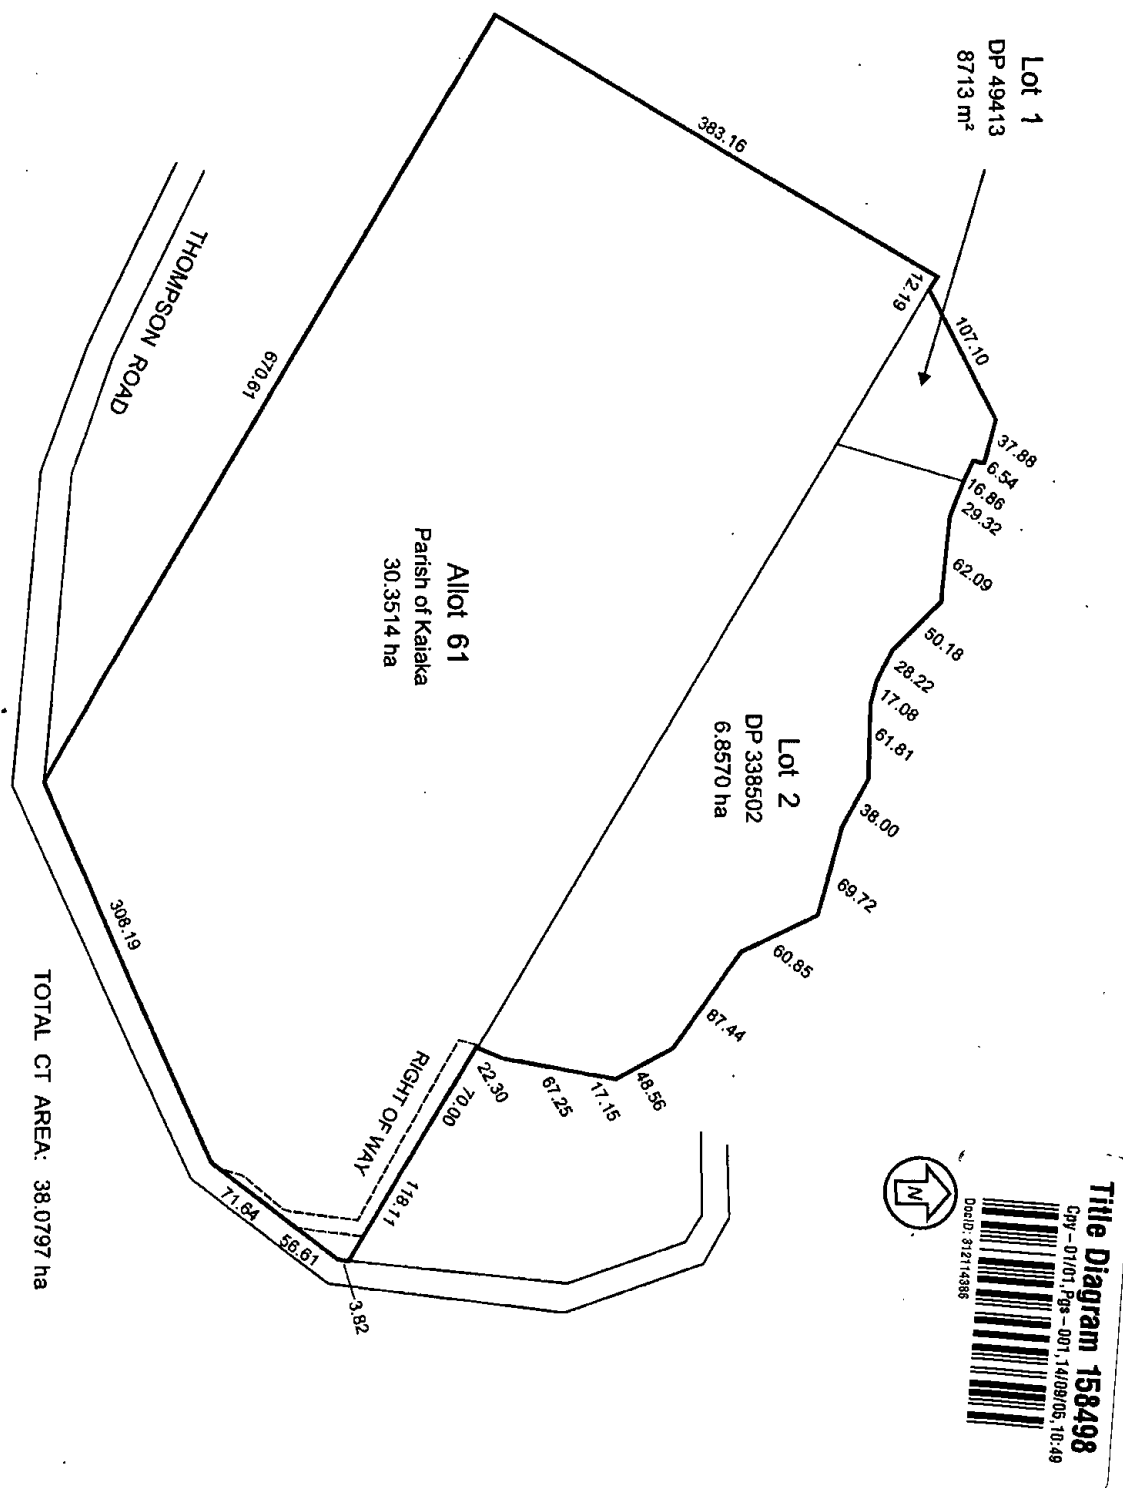 Title Diagram 158498
Cpy - 01/01, Pgs - 001, 14/09/06, 10:49
DocID: 312114386
N
Lot 1
DP 49413
8713 m²
383.16
12.19
107.10
37.88
6.54
16.86
29.32
62.09
50.18
28.22
17.08
61.81
38.00
69.72
60.85
87.44
48.56
17.15
67.25
22.30
70.00
118.11
3.82
56.61
71.64
308.19
670.61
Lot 2
DP 338502
6.8570 ha
Allot 61
Parish of Kaiaka
30.3514 ha
THOMPSON ROAD
RIGHT OF WAY
TOTAL CT AREA: 38.0797 ha